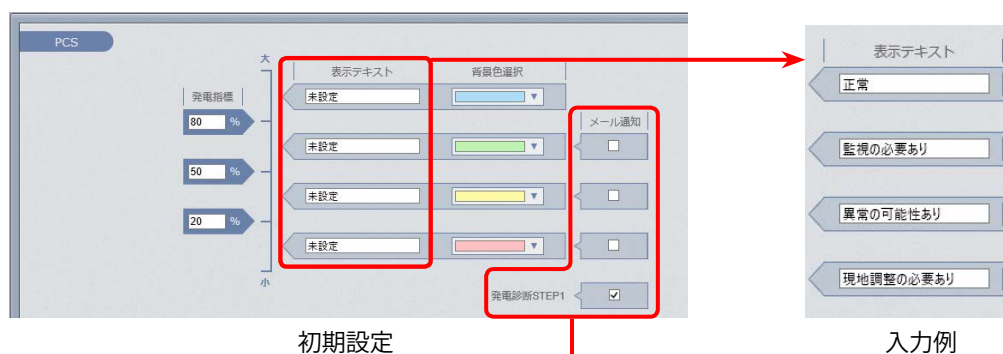 PCS
大
表示テキスト
背景色選択
発電指標
未設定
80 %
メール通知
未設定
50 %
未設定
20 %
未設定
小
発電診断STEP1
初期設定
表示テキスト
正常
監視の必要あり
異常の可能性あり
現地調整の必要あり
入力例